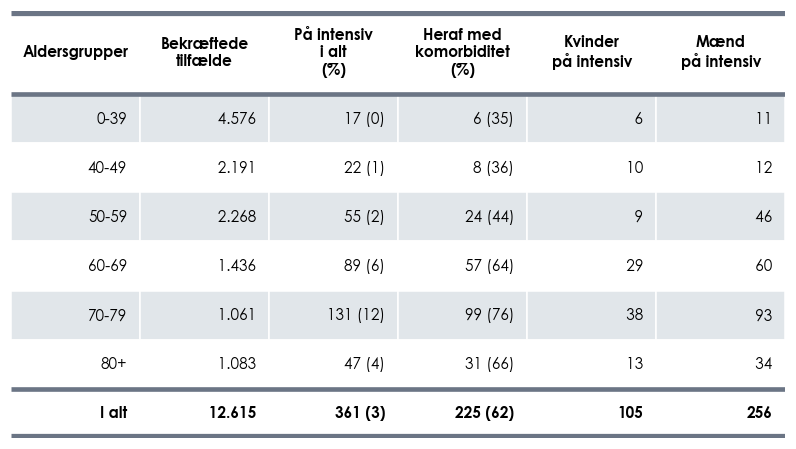 Aldersgrupper Bekræftede tilfælde På intensiv i alt (%) Heraf med komorbiditet (%) Kvinder på intensiv Mænd på intensiv
0-39 4.576 17 (0) 6 (35) 6 11
40-49 2.191 22 (1) 8 (36) 10 12
50-59 2.268 55 (2) 24 (44) 9 46
60-69 1.436 89 (6) 57 (64) 29 60
70-79 1.061 131 (12) 99 (76) 38 93
80+ 1.083 47 (4) 31 (66) 13 34
I alt 12.615 361 (3) 225 (62) 105 256